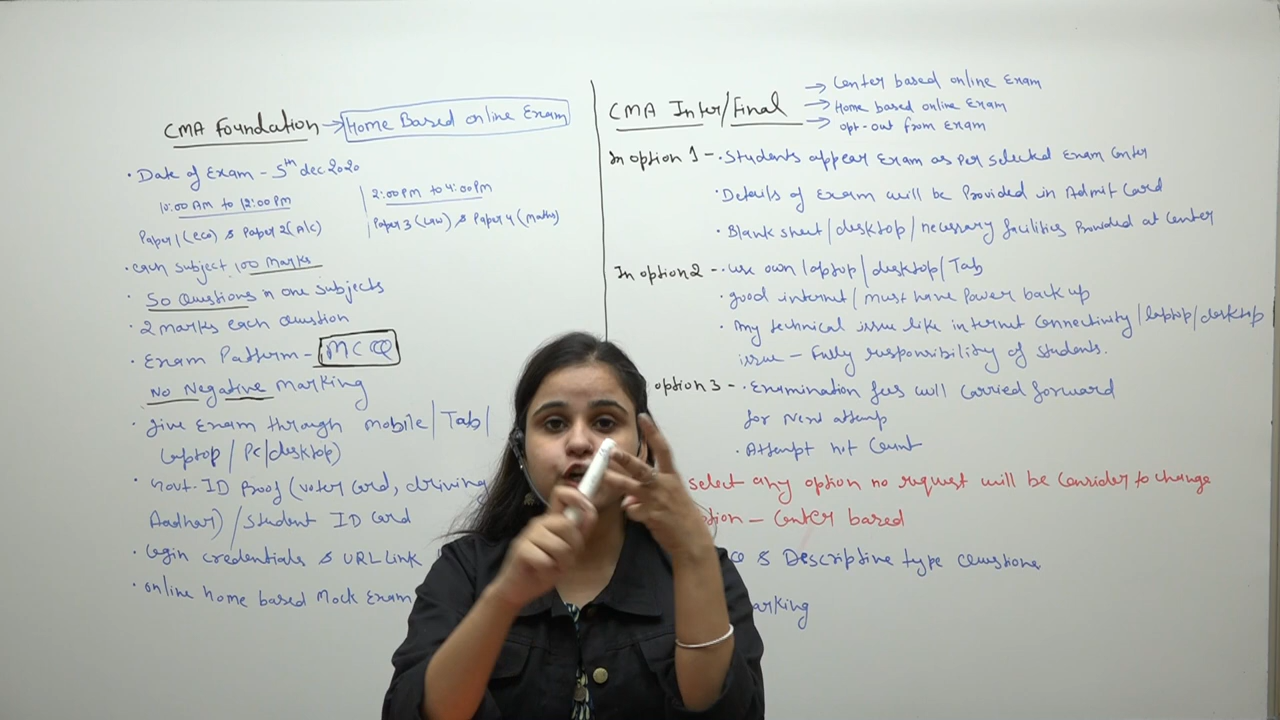 CMA Foundation → Home Based online Exam
• Date of Exam - 5th dec 2020
10:00 AM to 12:00 PM
2:00 PM to 4:00 PM
Paper 1 (eco) & Paper 2 (A/c)
Paper 3 (Law) & Paper 4 (Maths)
• each subject 100 Marks
• 50 Questions in one subjects
• 2 marks each Question
• Exam Pattern - MCQ
• No Negative Marking
• give Exam through mobile/Tab/
laptop/Pc/desktop)
• Govt. ID Proof (voter Card, driving
Aadhar)/Student ID Card
• login credentials & URL Link
• online home based Mock Exam
CMA Inter/Final
→ Center based online Exam
→ Home based online Exam
→ opt-out from Exam
In option 1 - • Students appear Exam as per selected Exam Center
• Details of Exam will be Provided in Admit Card
• Blank sheet/desktop/necessary facilities Provided at Center
In option 2 - • use own laptop/desktop/Tab
• good internet/must have Power back up
• Any technical issue like internet Connectivity/laptop/desktop
issue - Fully responsibility of students.
option 3 - • Examination fees will carried forward
for Next attemp
• Attempt not Count
select any option no request will be Consider to change
option - Center based
& Descriptive type Questions
arking